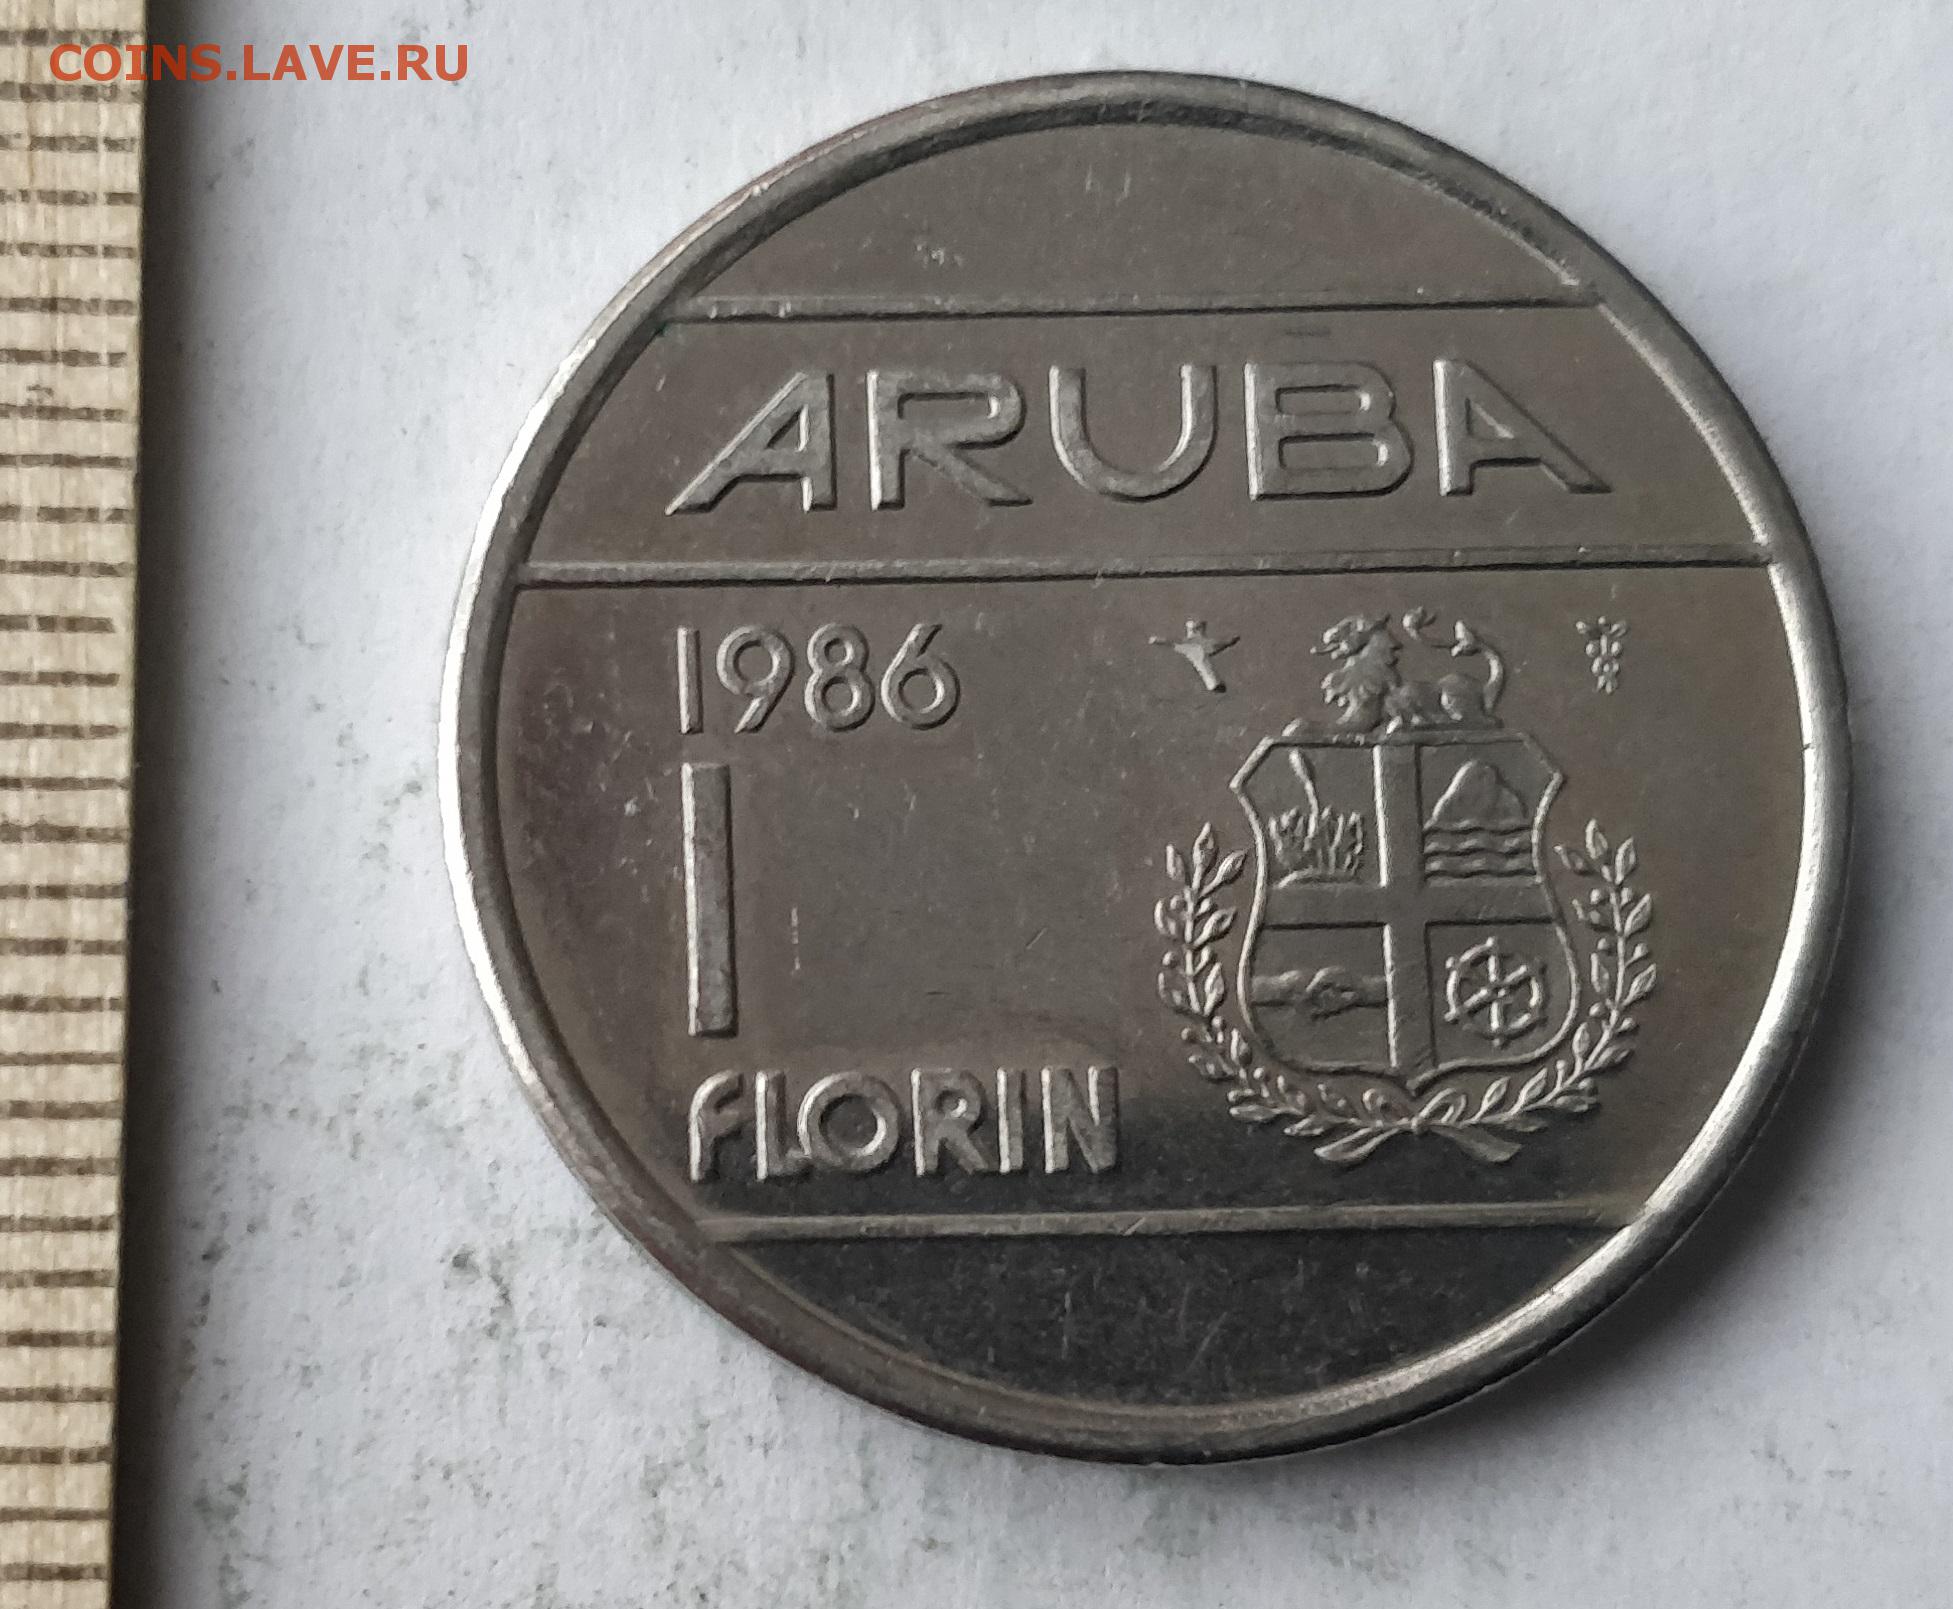 COINS.LAVE.RU
ARUBA
1986
1
FLORIN